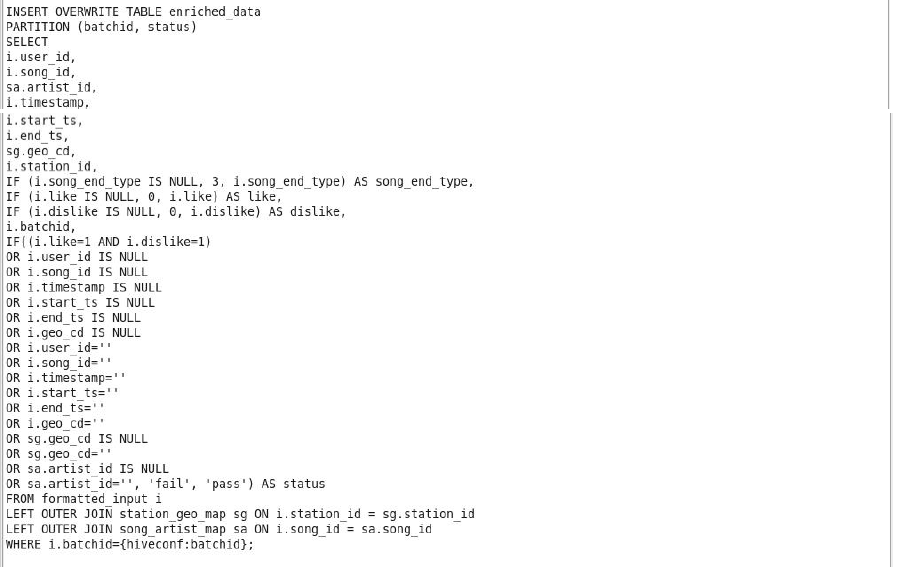 INSERT OVERWRITE TABLE enriched_data
PARTITION (batchid, status)
SELECT
i.user_id,
i.song_id,
sa.artist_id,
i.timestamp,
i.start_ts,
i.end_ts,
sg.geo_cd,
i.station_id,
IF (i.song_end_type IS NULL, 3, i.song_end_type) AS song_end_type,
IF (i.like IS NULL, 0, i.like) AS like,
IF (i.dislike IS NULL, 0, i.dislike) AS dislike,
i.batchid,
IF((i.like=1 AND i.dislike=1)
OR i.user_id IS NULL
OR i.song_id IS NULL
OR i.timestamp IS NULL
OR i.start_ts IS NULL
OR i.end_ts IS NULL
OR i.geo_cd IS NULL
OR i.user_id=''
OR i.song_id=''
OR i.timestamp=''
OR i.start_ts=''
OR i.end_ts=''
OR i.geo_cd=''
OR sg.geo_cd IS NULL
OR sg.geo_cd=''
OR sa.artist_id IS NULL
OR sa.artist_id='', 'fail', 'pass') AS status
FROM formatted_input i
LEFT OUTER JOIN station_geo_map sg ON i.station_id = sg.station_id
LEFT OUTER JOIN song_artist_map sa ON i.song_id = sa.song_id
WHERE i.batchid={hiveconf:batchid};